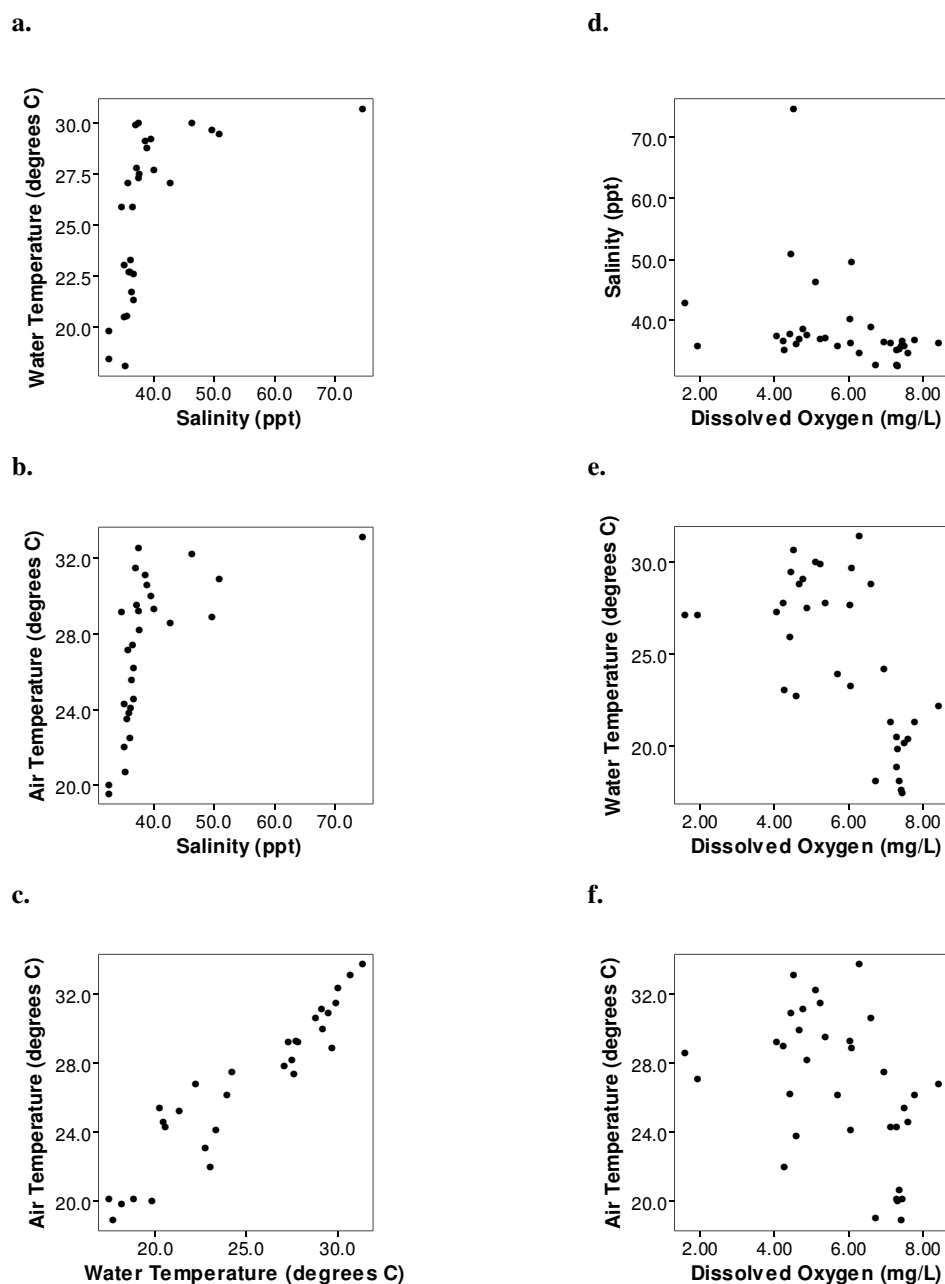 a.
Water Temperature (degrees C)
30.0
27.5
25.0
22.5
20.0
40.0 50.0 60.0 70.0
Salinity (ppt)
b.
Air Temperature (degrees C)
32.0
28.0
24.0
20.0
40.0 50.0 60.0 70.0
Salinity (ppt)
c.
Air Temperature (degrees C)
32.0
28.0
24.0
20.0
20.0 25.0 30.0
Water Temperature (degrees C)
d.
Salinity (ppt)
70.0
60.0
50.0
40.0
2.00 4.00 6.00 8.00
Dissolved Oxygen (mg/L)
e.
Water Temperature (degrees C)
30.0
25.0
20.0
2.00 4.00 6.00 8.00
Dissolved Oxygen (mg/L)
f.
Air Temperature (degrees C)
32.0
28.0
24.0
20.0
2.00 4.00 6.00 8.00
Dissolved Oxygen (mg/L)